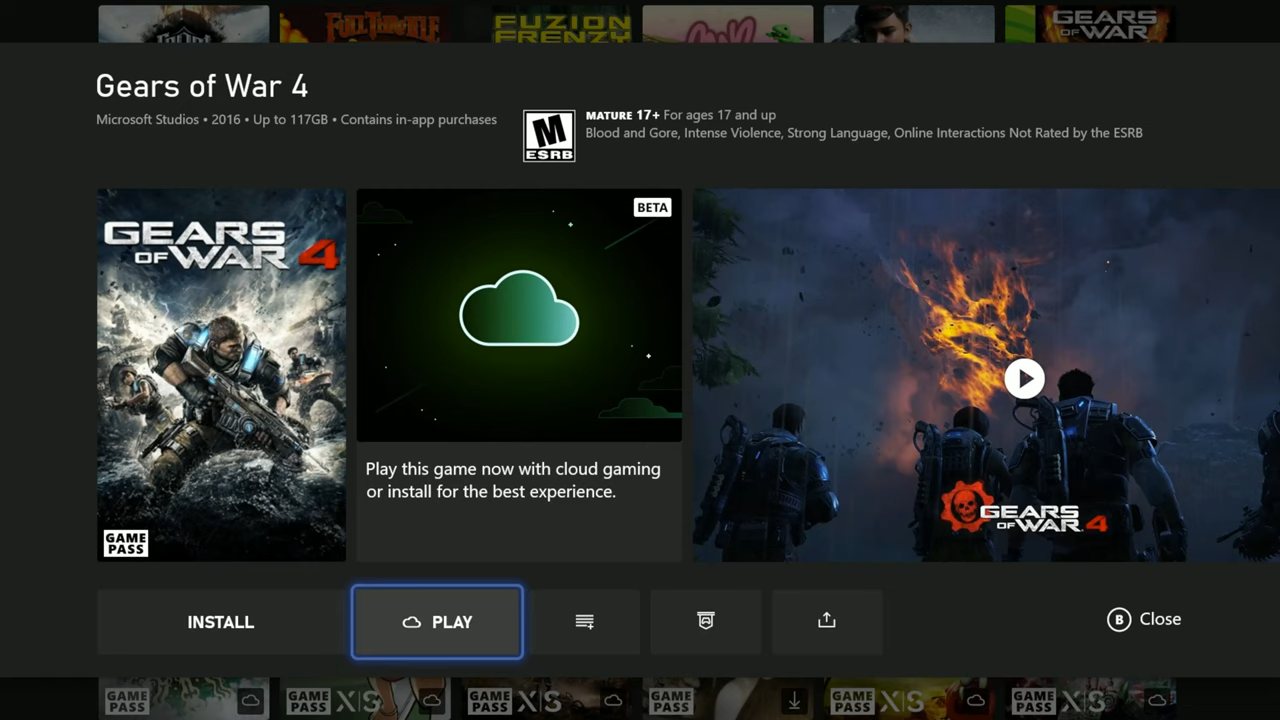 FULL THROTTLE
FUZION
FRENZY
GEARS
OF WAR
Gears of War 4
Microsoft Studios • 2016 • Up to 117GB • Contains in-app purchases
M
ESRB
MATURE 17+ For ages 17 and up
Blood and Gore, Intense Violence, Strong Language, Online Interactions Not Rated by the ESRB
GEARS
OF WAR 4
GAME
PASS
BETA
Play this game now with cloud gaming
or install for the best experience.
GEARS
OF WAR 4
INSTALL
PLAY
B Close
GAME
PASS
GAME
PASS X|S
GAME
PASS X|S
GAME
PASS
GAME
PASS X|S
GAME
PASS X|S